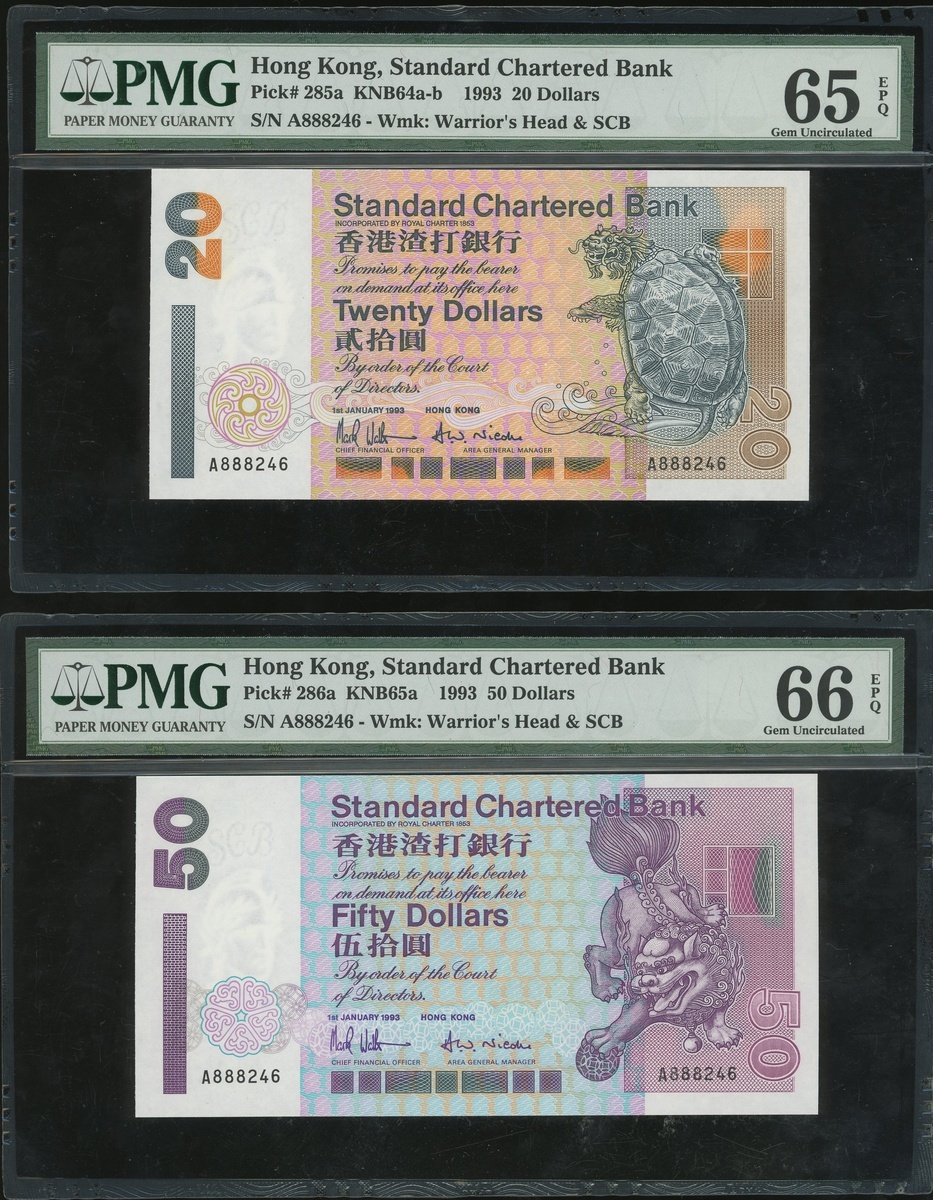 PMG
PAPER MONEY GUARANTY
Hong Kong, Standard Chartered Bank
Pick# 285a KNB64a-b 1993 20 Dollars
S/N A888246 - Wmk: Warrior's Head & SCB
65 EPQ
Gem Uncirculated
20
SCB
Standard Chartered Bank
INCORPORATED BY ROYAL CHARTER 1853
香港渣打銀行
Promises to pay the bearer
on demand at its office here
Twenty Dollars
貳拾圓
By order of the Court
of Directors.
1st JANUARY 1993 HONG KONG
CHIEF FINANCIAL OFFICER AREA GENERAL MANAGER
A888246 A888246
20
PMG
PAPER MONEY GUARANTY
Hong Kong, Standard Chartered Bank
Pick# 286a KNB65a 1993 50 Dollars
S/N A888246 - Wmk: Warrior's Head & SCB
66 EPQ
Gem Uncirculated
50
SCB
Standard Chartered Bank
INCORPORATED BY ROYAL CHARTER 1853
香港渣打銀行
Promises to pay the bearer
on demand at its office here
Fifty Dollars
伍拾圓
By order of the Court
of Directors.
1st JANUARY 1993 HONG KONG
CHIEF FINANCIAL OFFICER AREA GENERAL MANAGER
A888246 A888246
50